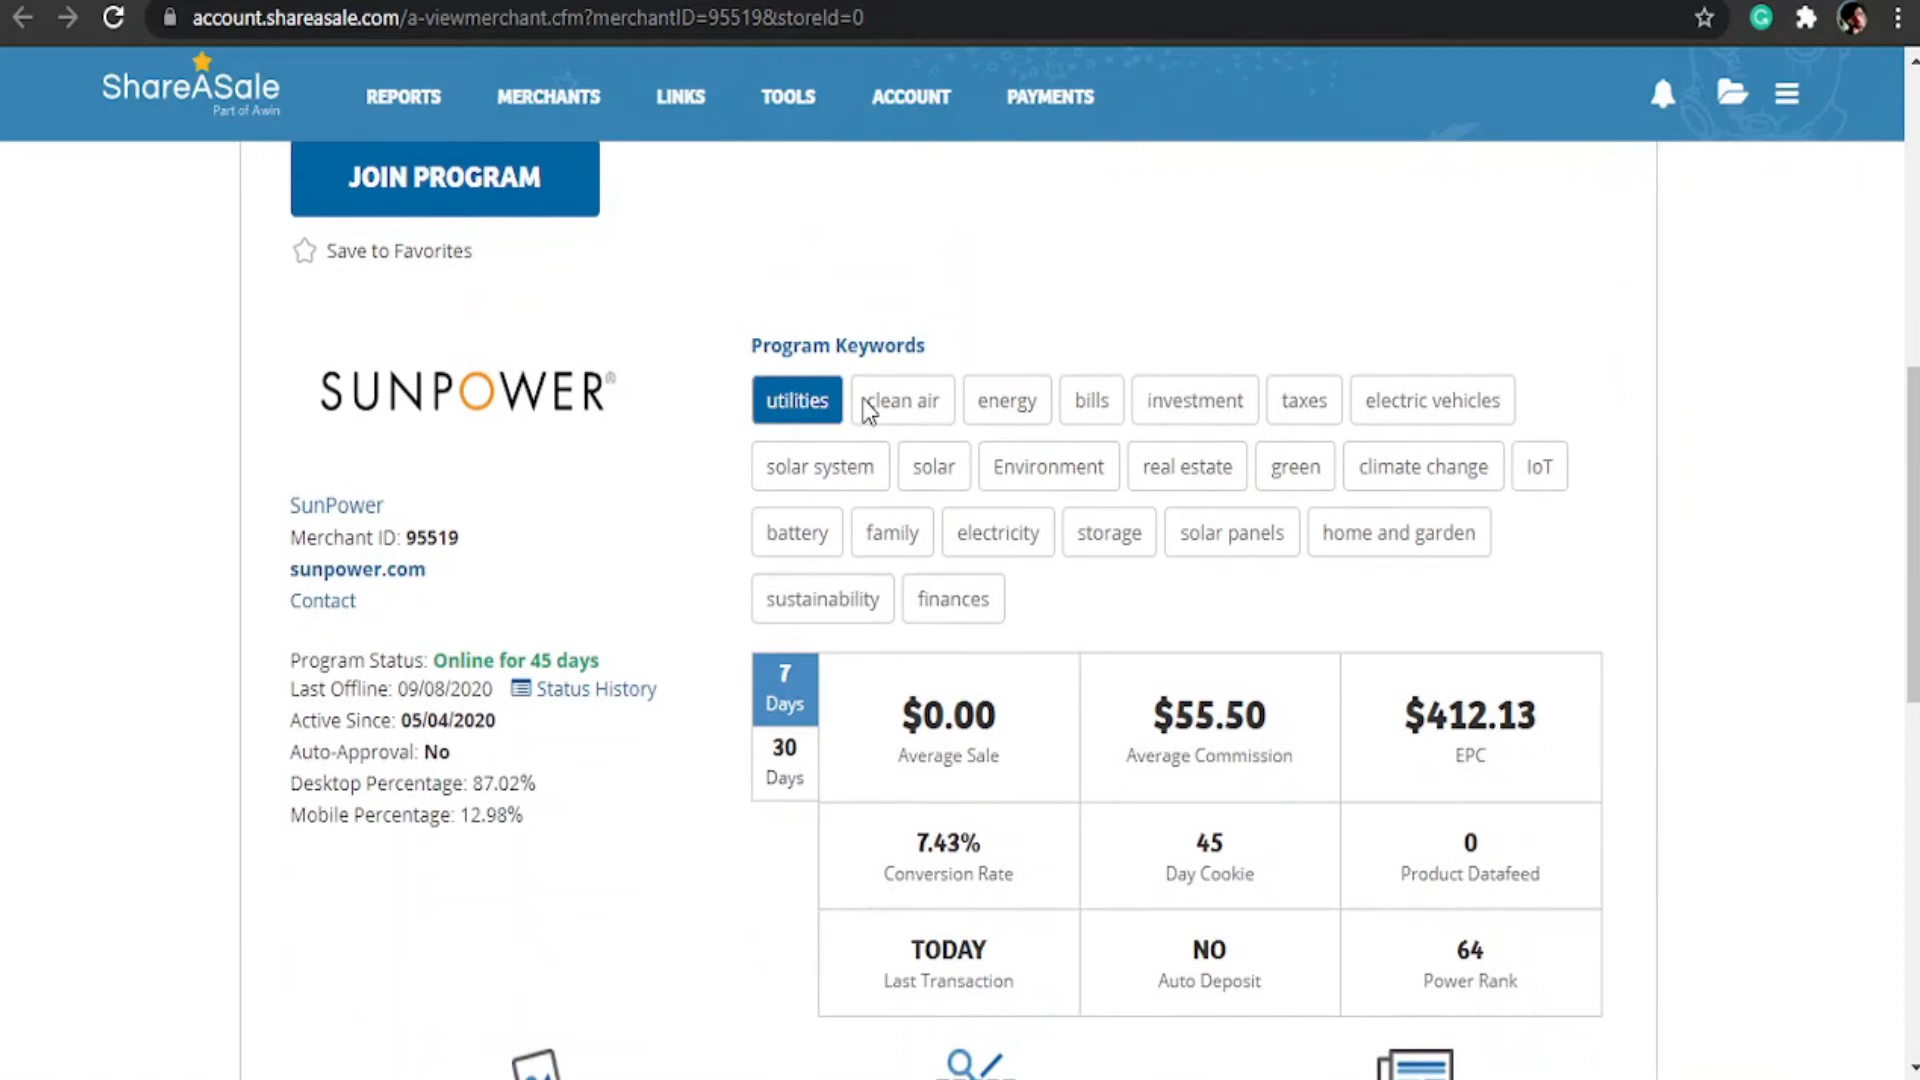 account.shareasale.com/a-viewmerchant.cfm?merchantID=95519&storeId=0
ShareASale
Part of Awin
REPORTS
MERCHANTS
LINKS
TOOLS
ACCOUNT
PAYMENTS
JOIN PROGRAM
Save to Favorites
SUNPOWER®
SunPower
Merchant ID: 95519
sunpower.com
Contact
Program Status: Online for 45 days
Last Offline: 09/08/2020 Status History
Active Since: 05/04/2020
Auto-Approval: No
Desktop Percentage: 87.02%
Mobile Percentage: 12.98%
Program Keywords
utilities clean air energy bills investment taxes electric vehicles
solar system solar Environment real estate green climate change IoT
battery family electricity storage solar panels home and garden
sustainability finances
7
Days
30
Days
$0.00
Average Sale
$55.50
Average Commission
$412.13
EPC
7.43%
Conversion Rate
45
Day Cookie
0
Product Datafeed
TODAY
Last Transaction
NO
Auto Deposit
64
Power Rank